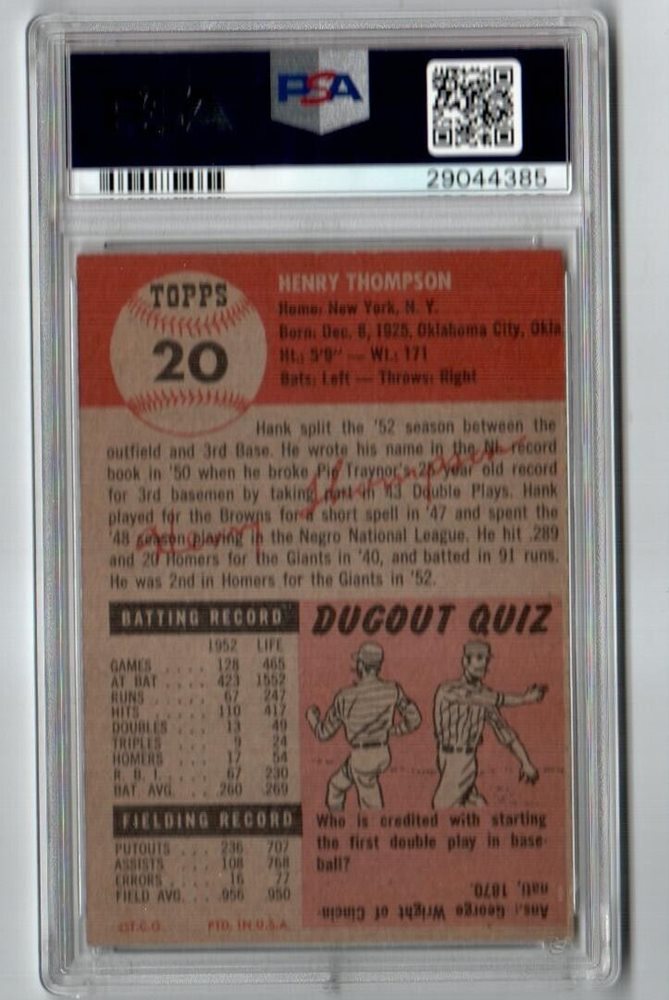 PSA
29044385
TOPPS
20
HENRY THOMPSON
Home: New York, N. Y.
Born: Dec. 8, 1925, Oklahoma City, Okla.
Ht.: 5'9" — Wt.: 171
Bats: Left — Throws: Right
Hank split the '52 season between the
outfield and 3rd Base. He wrote his name in the NL record
book in '50 when he broke Pie Traynor's 25 year old record
for 3rd basemen by taking part in 43 Double Plays. Hank
played for the Browns for a short spell in '47 and spent the
'48 season playing in the Negro National League. He hit .289
and 20 Homers for the Giants in '40, and batted in 91 runs.
He was 2nd in Homers for the Giants in '52.
Henry Thompson
BATTING RECORD
1952 LIFE
GAMES .... 128 465
AT BAT .... 423 1552
RUNS .... 67 247
HITS .... 110 417
DOUBLES .... 13 49
TRIPLES .... 9 24
HOMERS .... 17 54
R. B. I. .... 67 230
BAT AVG. .. .260 .269
FIELDING RECORD
PUTOUTS ... 236 707
ASSISTS .... 108 768
ERRORS .... 16 77
FIELD AVG. ... .956 .950
©T.C.G. PTD. IN U.S.A.
DUGOUT QUIZ
Who is credited with starting
the first double play in base-
ball?
Ans.: George Wright of Cincin-
nati, 1870.